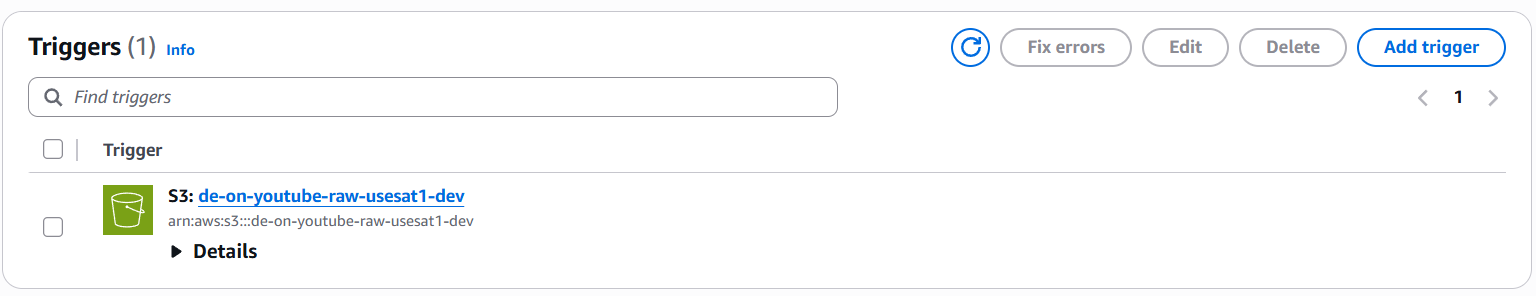 Triggers (1) Info
Fix errors
Edit
Delete
Add trigger
Find triggers
1
Trigger
S3: de-on-youtube-raw-usesat1-dev
arn:aws:s3:::de-on-youtube-raw-usesat1-dev
Details